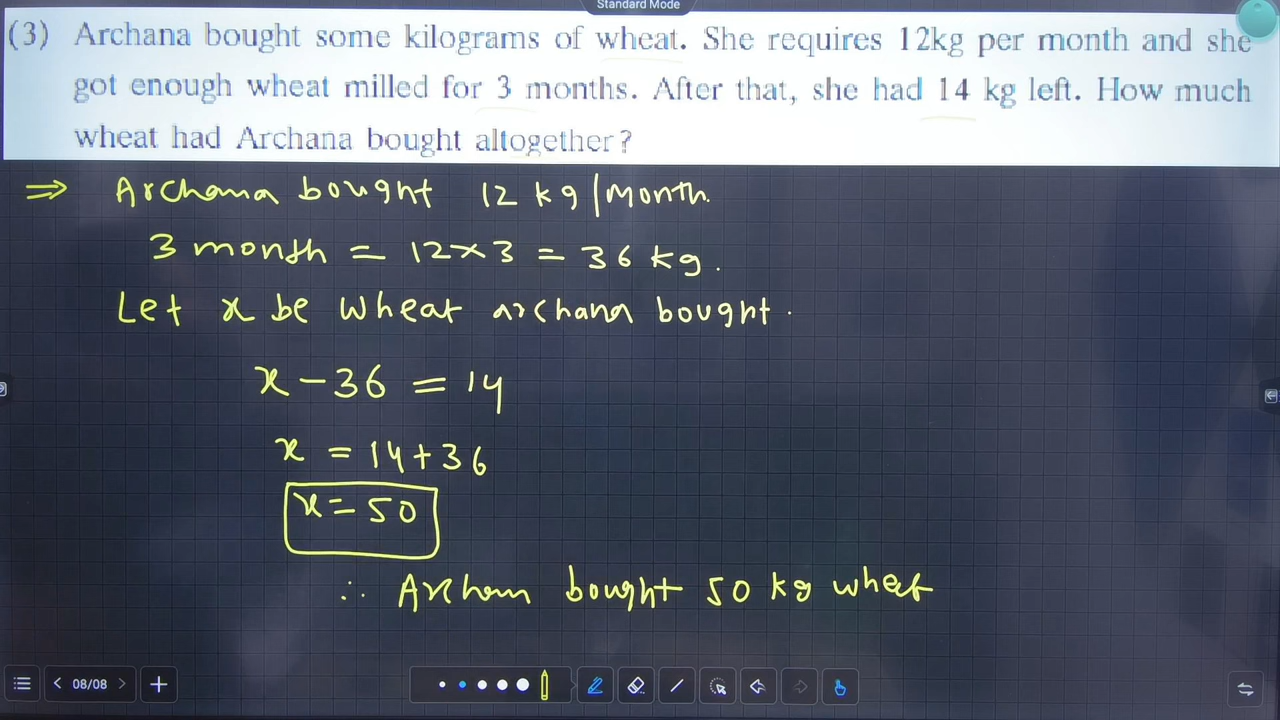 Standard Mode
(3) Archana bought some kilograms of wheat. She requires 12kg per month and she
got enough wheat milled for 3 months. After that, she had 14 kg left. How much
wheat had Archana bought altogether?
⇒ Archana bought 12 kg/month.
3 month = 12×3 = 36 kg.
Let x be wheat archana bought.
x - 36 = 14
x = 14+36
x = 50
∴ Archan bought 50 kg wheat
08/08